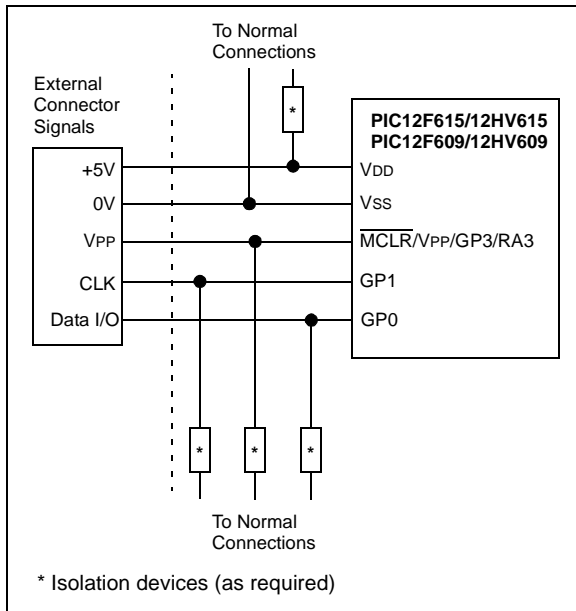 To Normal
Connections
External
Connector
Signals
*
PIC12F615/12HV615
PIC12F609/12HV609
+5V
VDD
0V
VSS
VPP
MCLR/VPP/GP3/RA3
CLK
GP1
Data I/O
GP0
*
*
*
To Normal
Connections
* Isolation devices (as required)